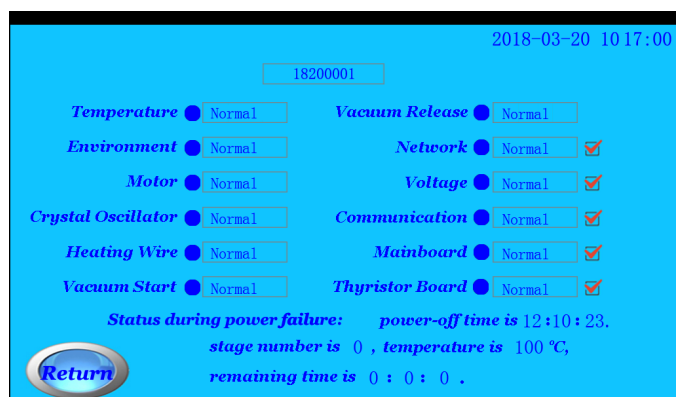 2018-03-20 10 17:00
18200001
Temperature Normal Vacuum Release Normal
Environment Normal Network Normal
Motor Normal Voltage Normal
Crystal Oscillator Normal Communication Normal
Heating Wire Normal Mainboard Normal
Vacuum Start Normal Thyristor Board Normal
Status during power failure: power-off time is 12:10:23.
stage number is 0 , temperature is 100 ℃,
Return remaining time is 0 : 0 : 0 .